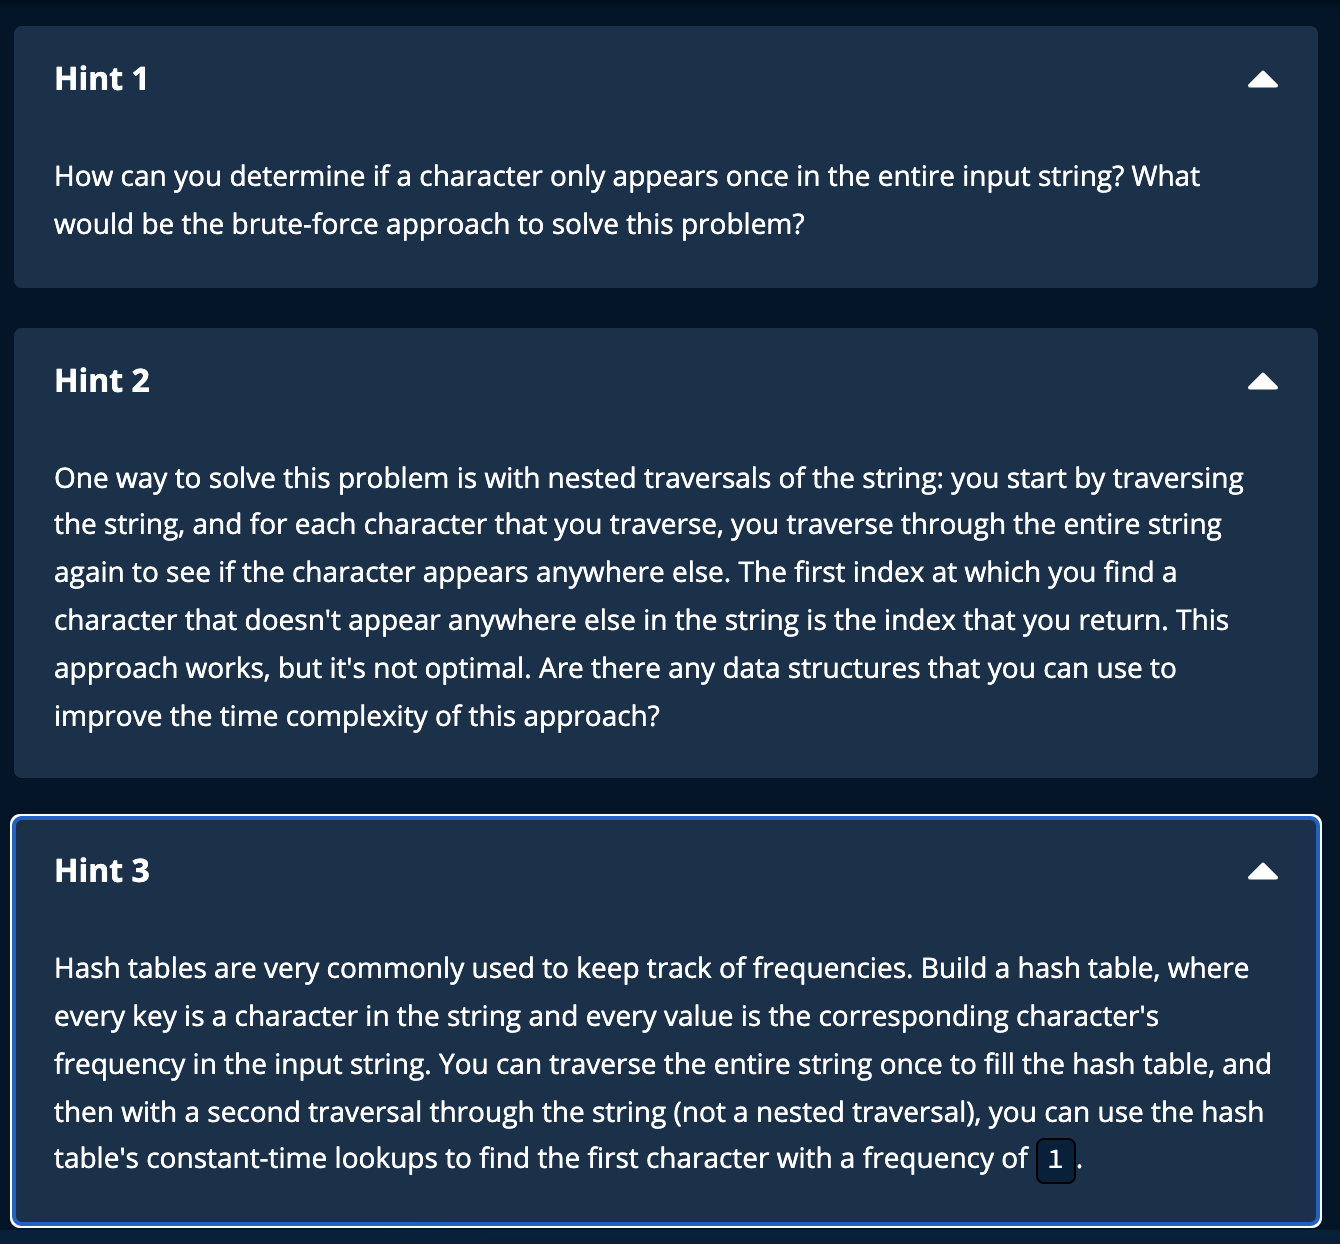 Hint 1
How can you determine if a character only appears once in the entire input string? What
would be the brute-force approach to solve this problem?
Hint 2
One way to solve this problem is with nested traversals of the string: you start by traversing
the string, and for each character that you traverse, you traverse through the entire string
again to see if the character appears anywhere else. The first index at which you find a
character that doesn't appear anywhere else in the string is the index that you return. This
approach works, but it's not optimal. Are there any data structures that you can use to
improve the time complexity of this approach?
Hint 3
Hash tables are very commonly used to keep track of frequencies. Build a hash table, where
every key is a character in the string and every value is the corresponding character's
frequency in the input string. You can traverse the entire string once to fill the hash table, and
then with a second traversal through the string (not a nested traversal), you can use the hash
table's constant-time lookups to find the first character with a frequency of 1.